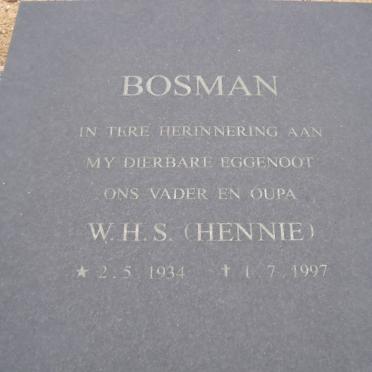 BOSMAN
IN TERE HERINNERING AAN
MY DIERBARE EGGENOOT
ONS VADER EN OUPA
W.H.S. (HENNIE)
★ 2.5.1934 ✝ 1.7.1997